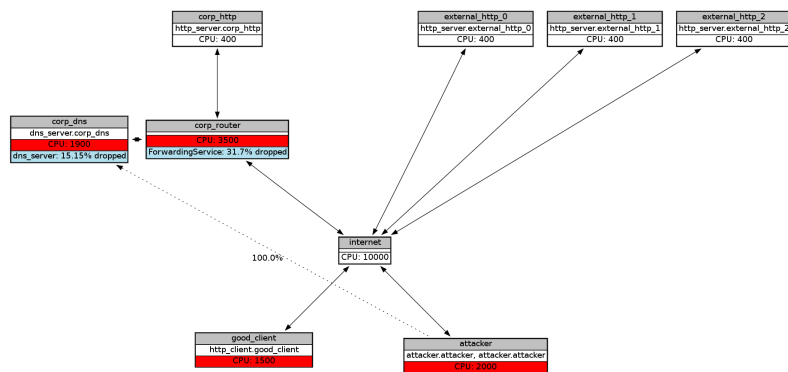 corp_http
http_server.corp_http
CPU: 400
external_http_0
http_server.external_http_0
CPU: 400
external_http_1
http_server.external_http_1
CPU: 400
external_http_2
http_server.external_http_2
CPU: 400
corp_dns
dns_server.corp_dns
CPU: 1900
dns_server: 15.15% dropped
corp_router
CPU: 3500
ForwardingService: 31.7% dropped
internet
CPU: 10000
100.0%
good_client
http_client.good_client
CPU: 1500
attacker
attacker.attacker, attacker.attacker
CPU: 2000